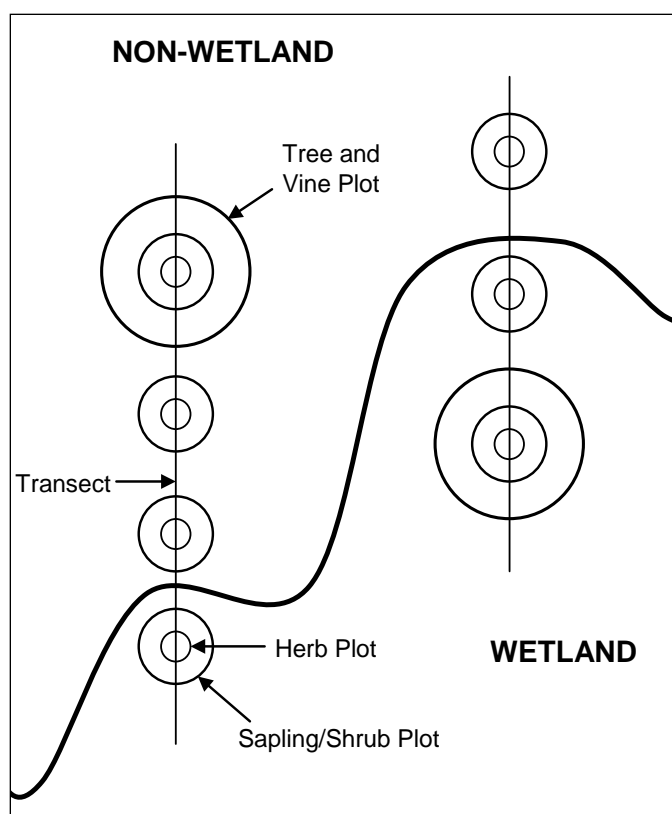 NON-WETLAND
Tree and
Vine Plot
Transect
Herb Plot
WETLAND
Sapling/Shrub Plot